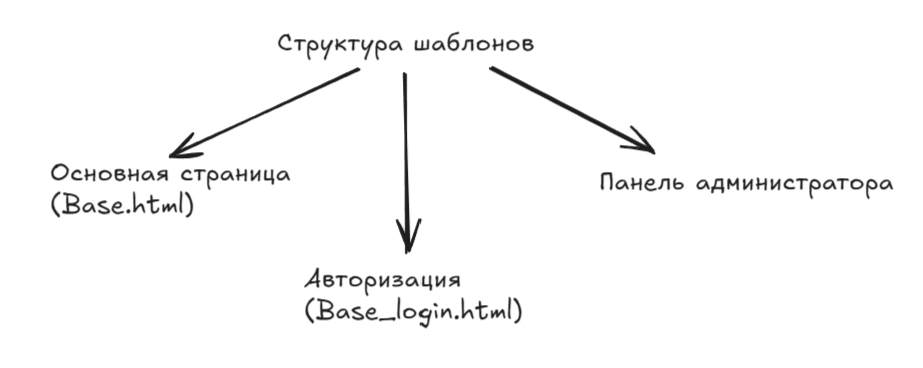 Структура шаблонов
Основная страница
(Base.html)
Панель администратора
Авторизация
(Base_login.html)